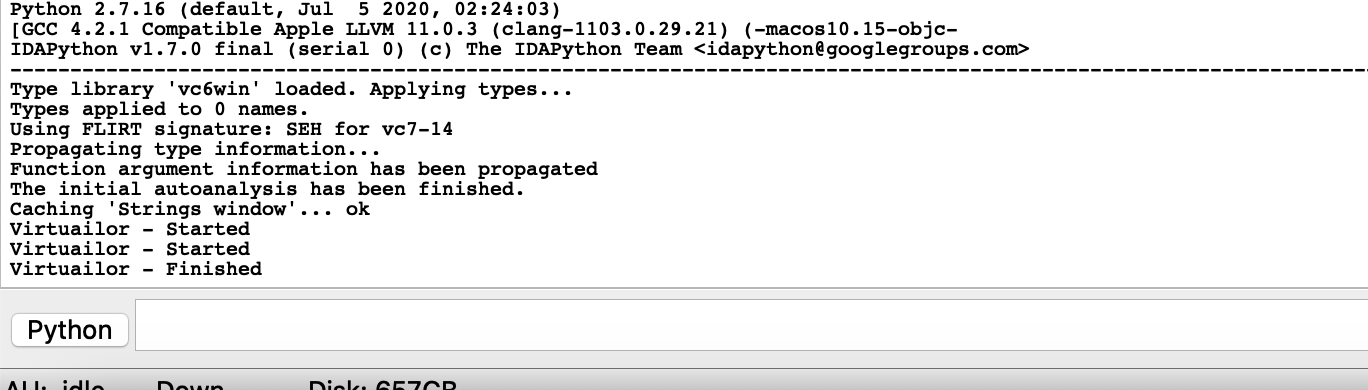 Python 2.7.16 (default, Jul  5 2020, 02:24:03)
[GCC 4.2.1 Compatible Apple LLVM 11.0.3 (clang-1103.0.29.21) (-macos10.15-objc-
IDAPython v1.7.0 final (serial 0) (c) The IDAPython Team <idapython@googlegroups.com>
---------------------------------------------------------------------------------------------------------------------
Type library 'vc6win' loaded. Applying types...
Types applied to 0 names.
Using FLIRT signature: SEH for vc7-14
Propagating type information...
Function argument information has been propagated
The initial autoanalysis has been finished.
Caching 'Strings window'... ok
Virtuailor - Started
Virtuailor - Started
Virtuailor - Finished
Python
AU: idle Down Disk: 657GB